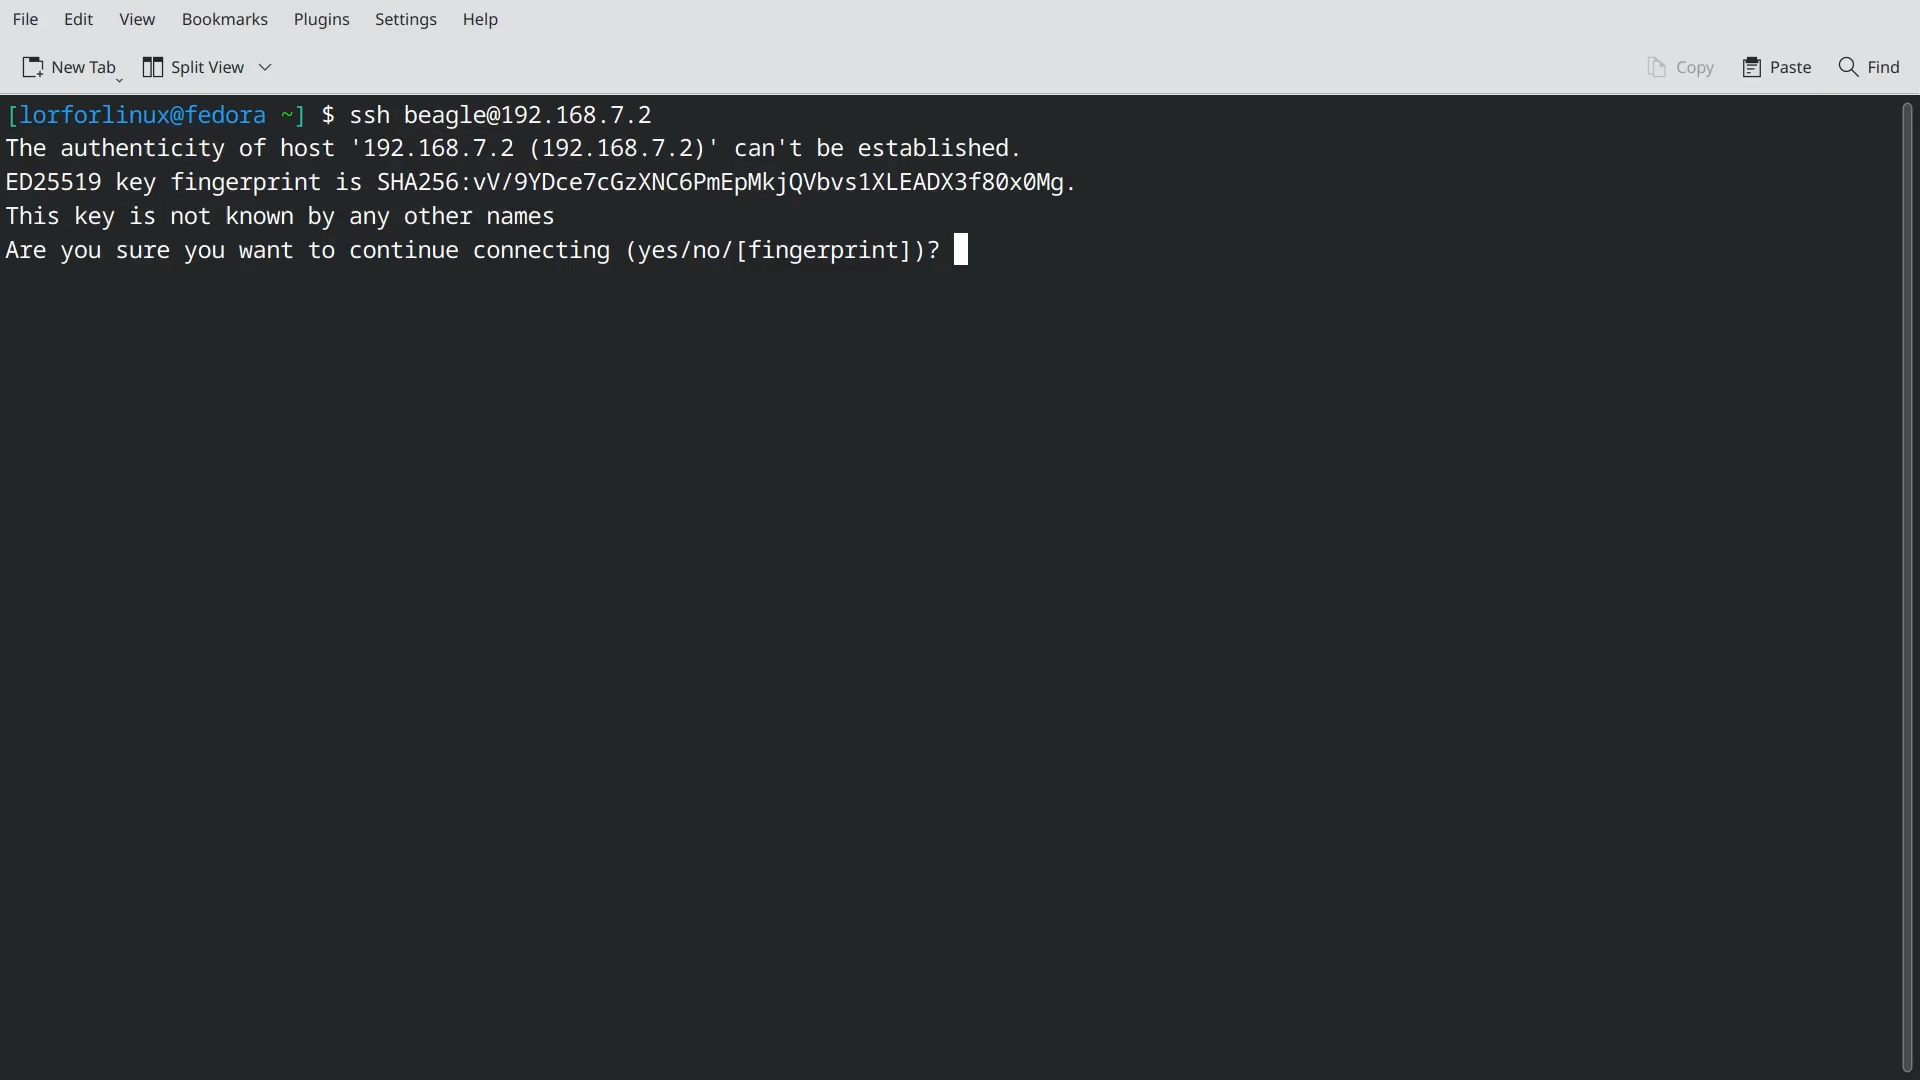 File Edit View Bookmarks Plugins Settings Help
New Tab Split View Copy Paste Find
[lorforlinux@fedora ~] $ ssh beagle@192.168.7.2
The authenticity of host '192.168.7.2 (192.168.7.2)' can't be established.
ED25519 key fingerprint is SHA256:vV/9YDce7cGzXNC6PmEpMkjQVbvs1XLEADX3f80x0Mg.
This key is not known by any other names
Are you sure you want to continue connecting (yes/no/[fingerprint])?